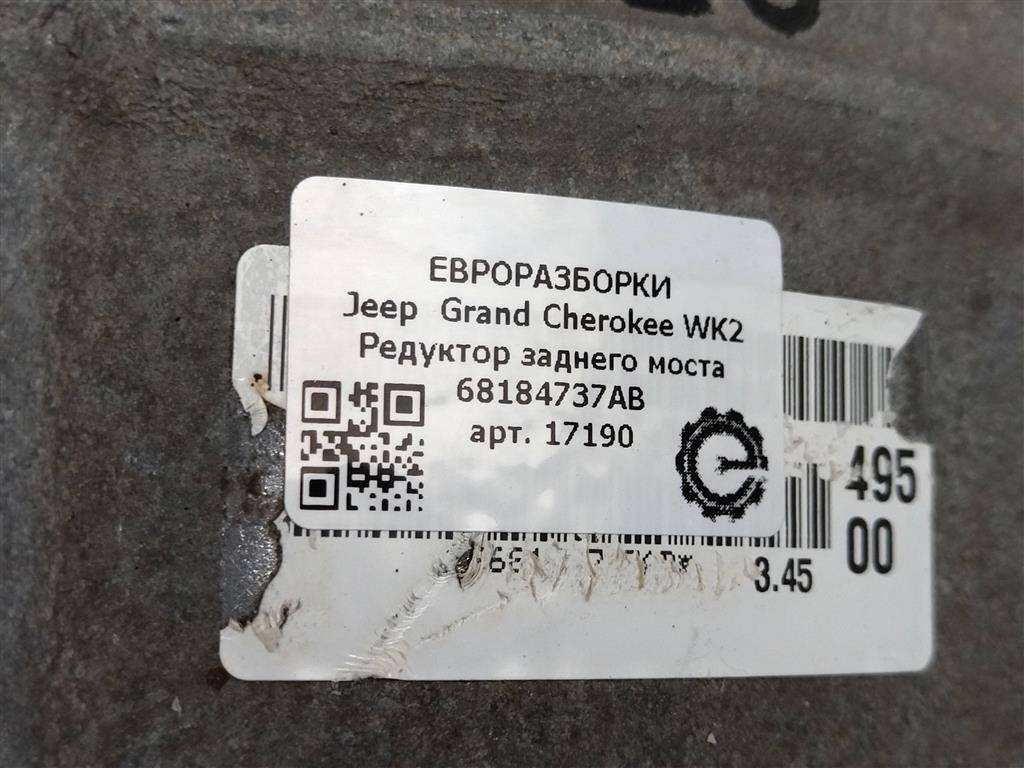 ЕВРОРАЗБОРКИ
Jeep Grand Cherokee WK2
Редуктор заднего моста
68184737AB
арт. 17190
495
00
3.45